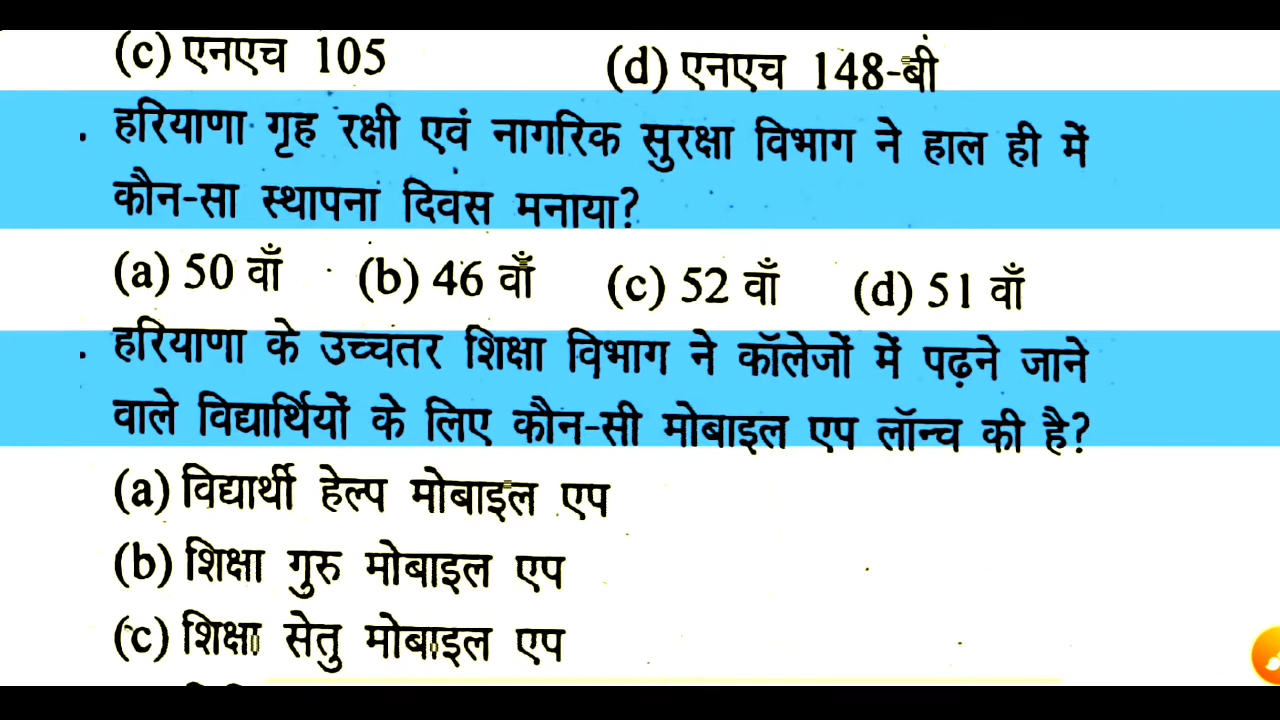 (c) एनएच 105 (d) एनएच 148-बी
. हरियाणा गृह रक्षी एवं नागरिक सुरक्षा विभाग ने हाल ही में
कौन-सा स्थापना दिवस मनाया?
(a) 50 वाँ (b) 46 वाँ (c) 52 वाँ (d) 51 वाँ
. हरियाणा के उच्चतर शिक्षा विभाग ने कॉलेजों में पढ़ने जाने
वाले विद्यार्थियों के लिए कौन-सी मोबाइल एप लॉन्च की है?
(a) विद्यार्थी हेल्प मोबाइल एप
(b) शिक्षा गुरु मोबाइल एप
(c) शिक्षा सेतु मोबाइल एप